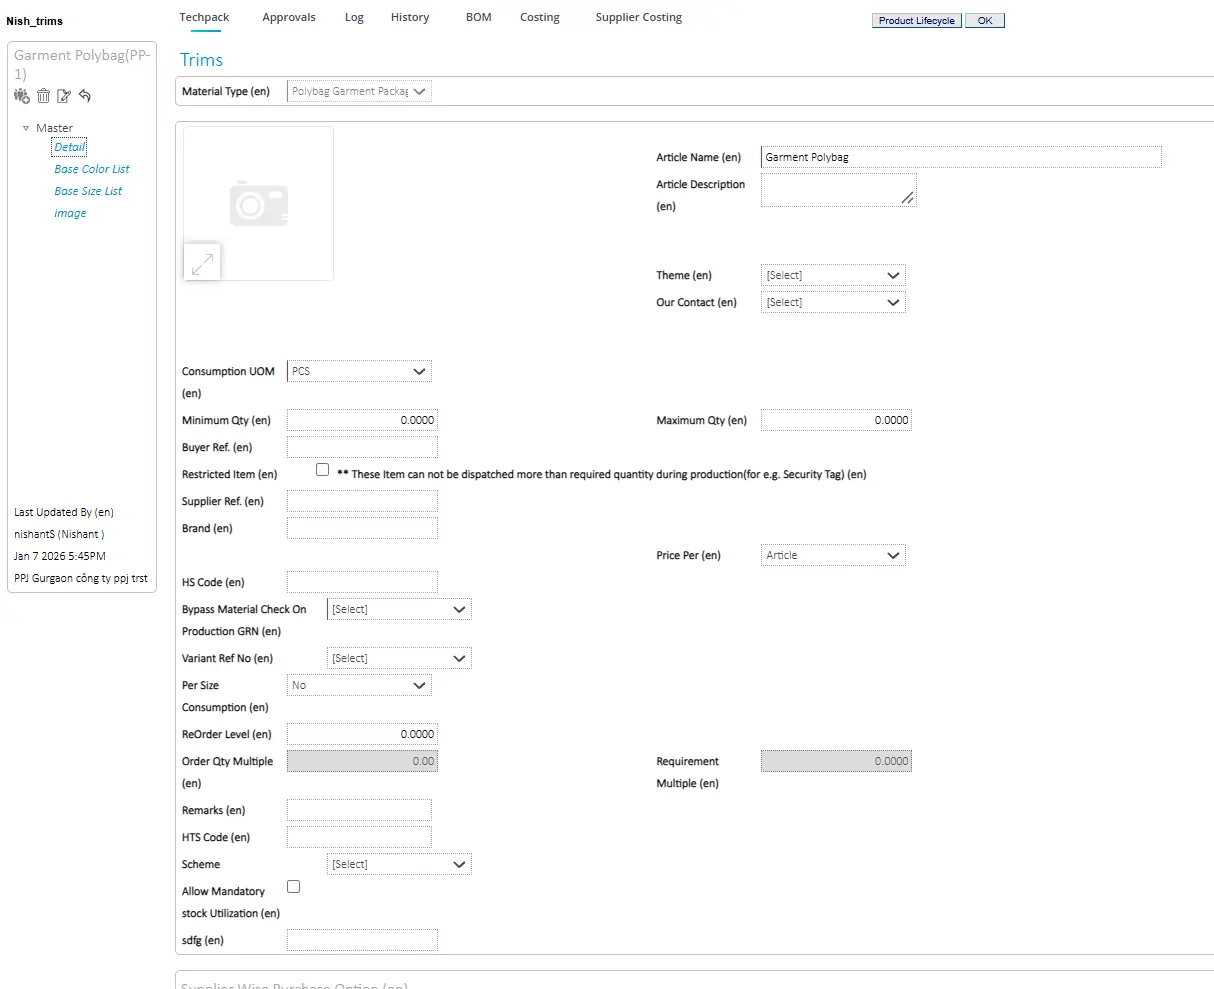 Nish_trims
Techpack Approvals Log History BOM Costing Supplier Costing
Product Lifecycle OK
Garment Polybag(PP-
1)
Master
Detail
Base Color List
Base Size List
image
Last Updated By (en)
nishantS (Nishant )
Jan 7 2026 5:45PM
PPJ Gurgaon công ty ppj trst
Trims
Material Type (en) Polybag Garment Packag
Article Name (en) Garment Polybag
Article Description
(en)
Theme (en) [Select]
Our Contact (en) [Select]
Consumption UOM
(en)
PCS
Minimum Qty (en) 0.0000 Maximum Qty (en) 0.0000
Buyer Ref. (en)
Restricted Item (en) ** These Item can not be dispatched more than required quantity during production(for e.g. Security Tag) (en)
Supplier Ref. (en)
Brand (en)
Price Per (en) Article
HS Code (en)
Bypass Material Check On
Production GRN (en)
[Select]
Variant Ref No (en) [Select]
Per Size
Consumption (en)
No
ReOrder Level (en) 0.0000
Order Qty Multiple
(en)
0.00
Requirement
Multiple (en)
0.0000
Remarks (en)
HTS Code (en)
Scheme [Select]
Allow Mandatory
stock Utilization (en)
sdfg (en)
Supplier Wise Purchase Option (en)